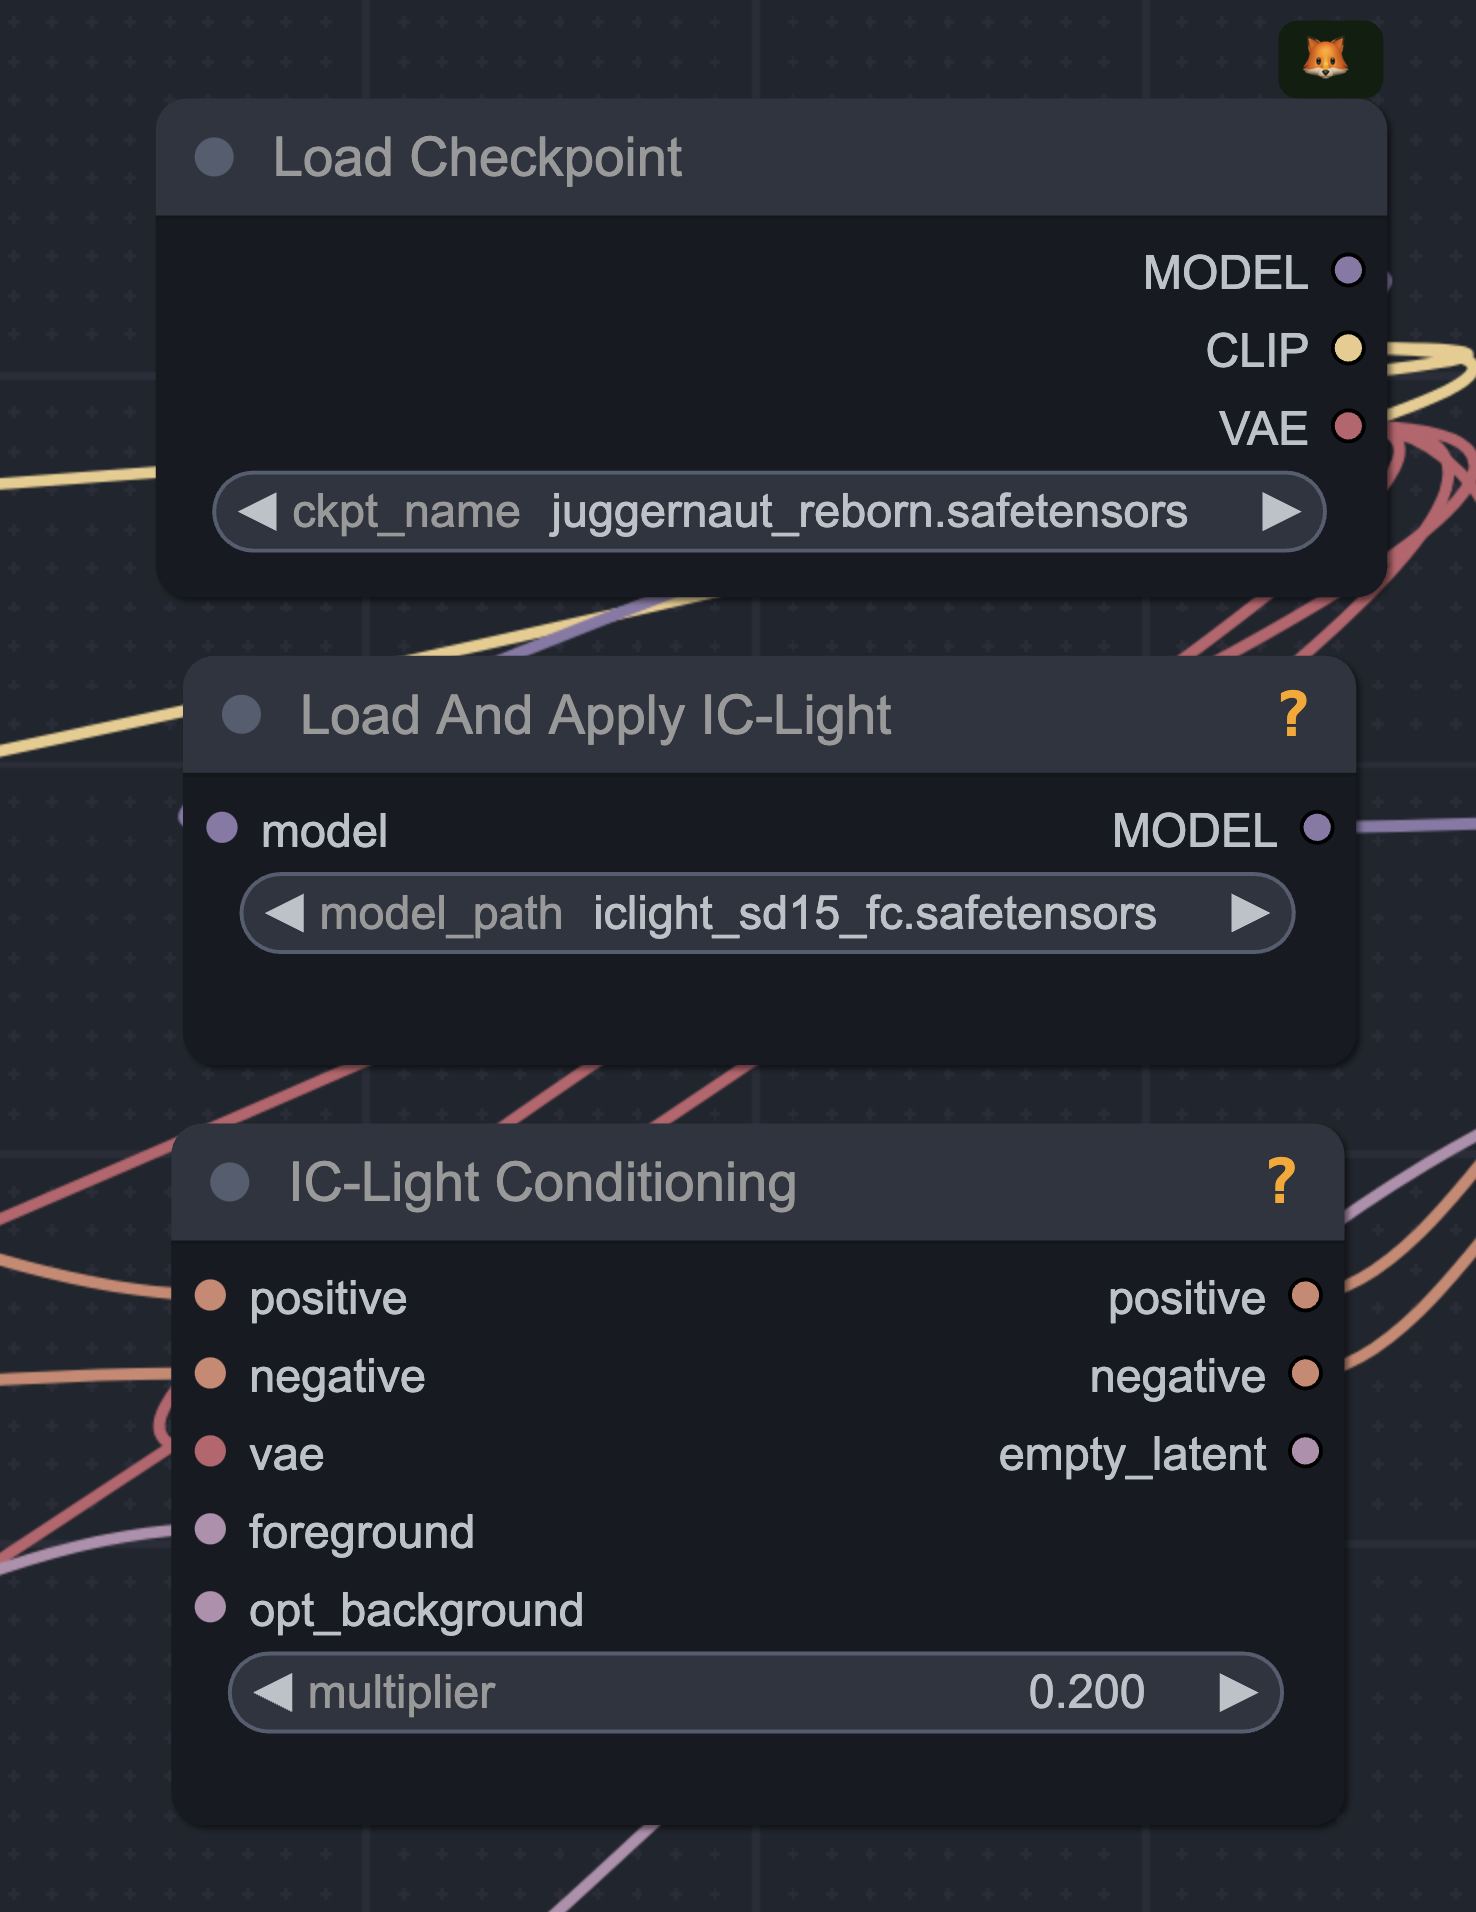 Load Checkpoint
MODEL
CLIP
VAE
ckpt_name juggernaut_reborn.safetensors
Load And Apply IC-Light ?
model MODEL
model_path iclight_sd15_fc.safetensors
IC-Light Conditioning ?
positive positive
negative negative
vae empty_latent
foreground
opt_background
multiplier 0.200